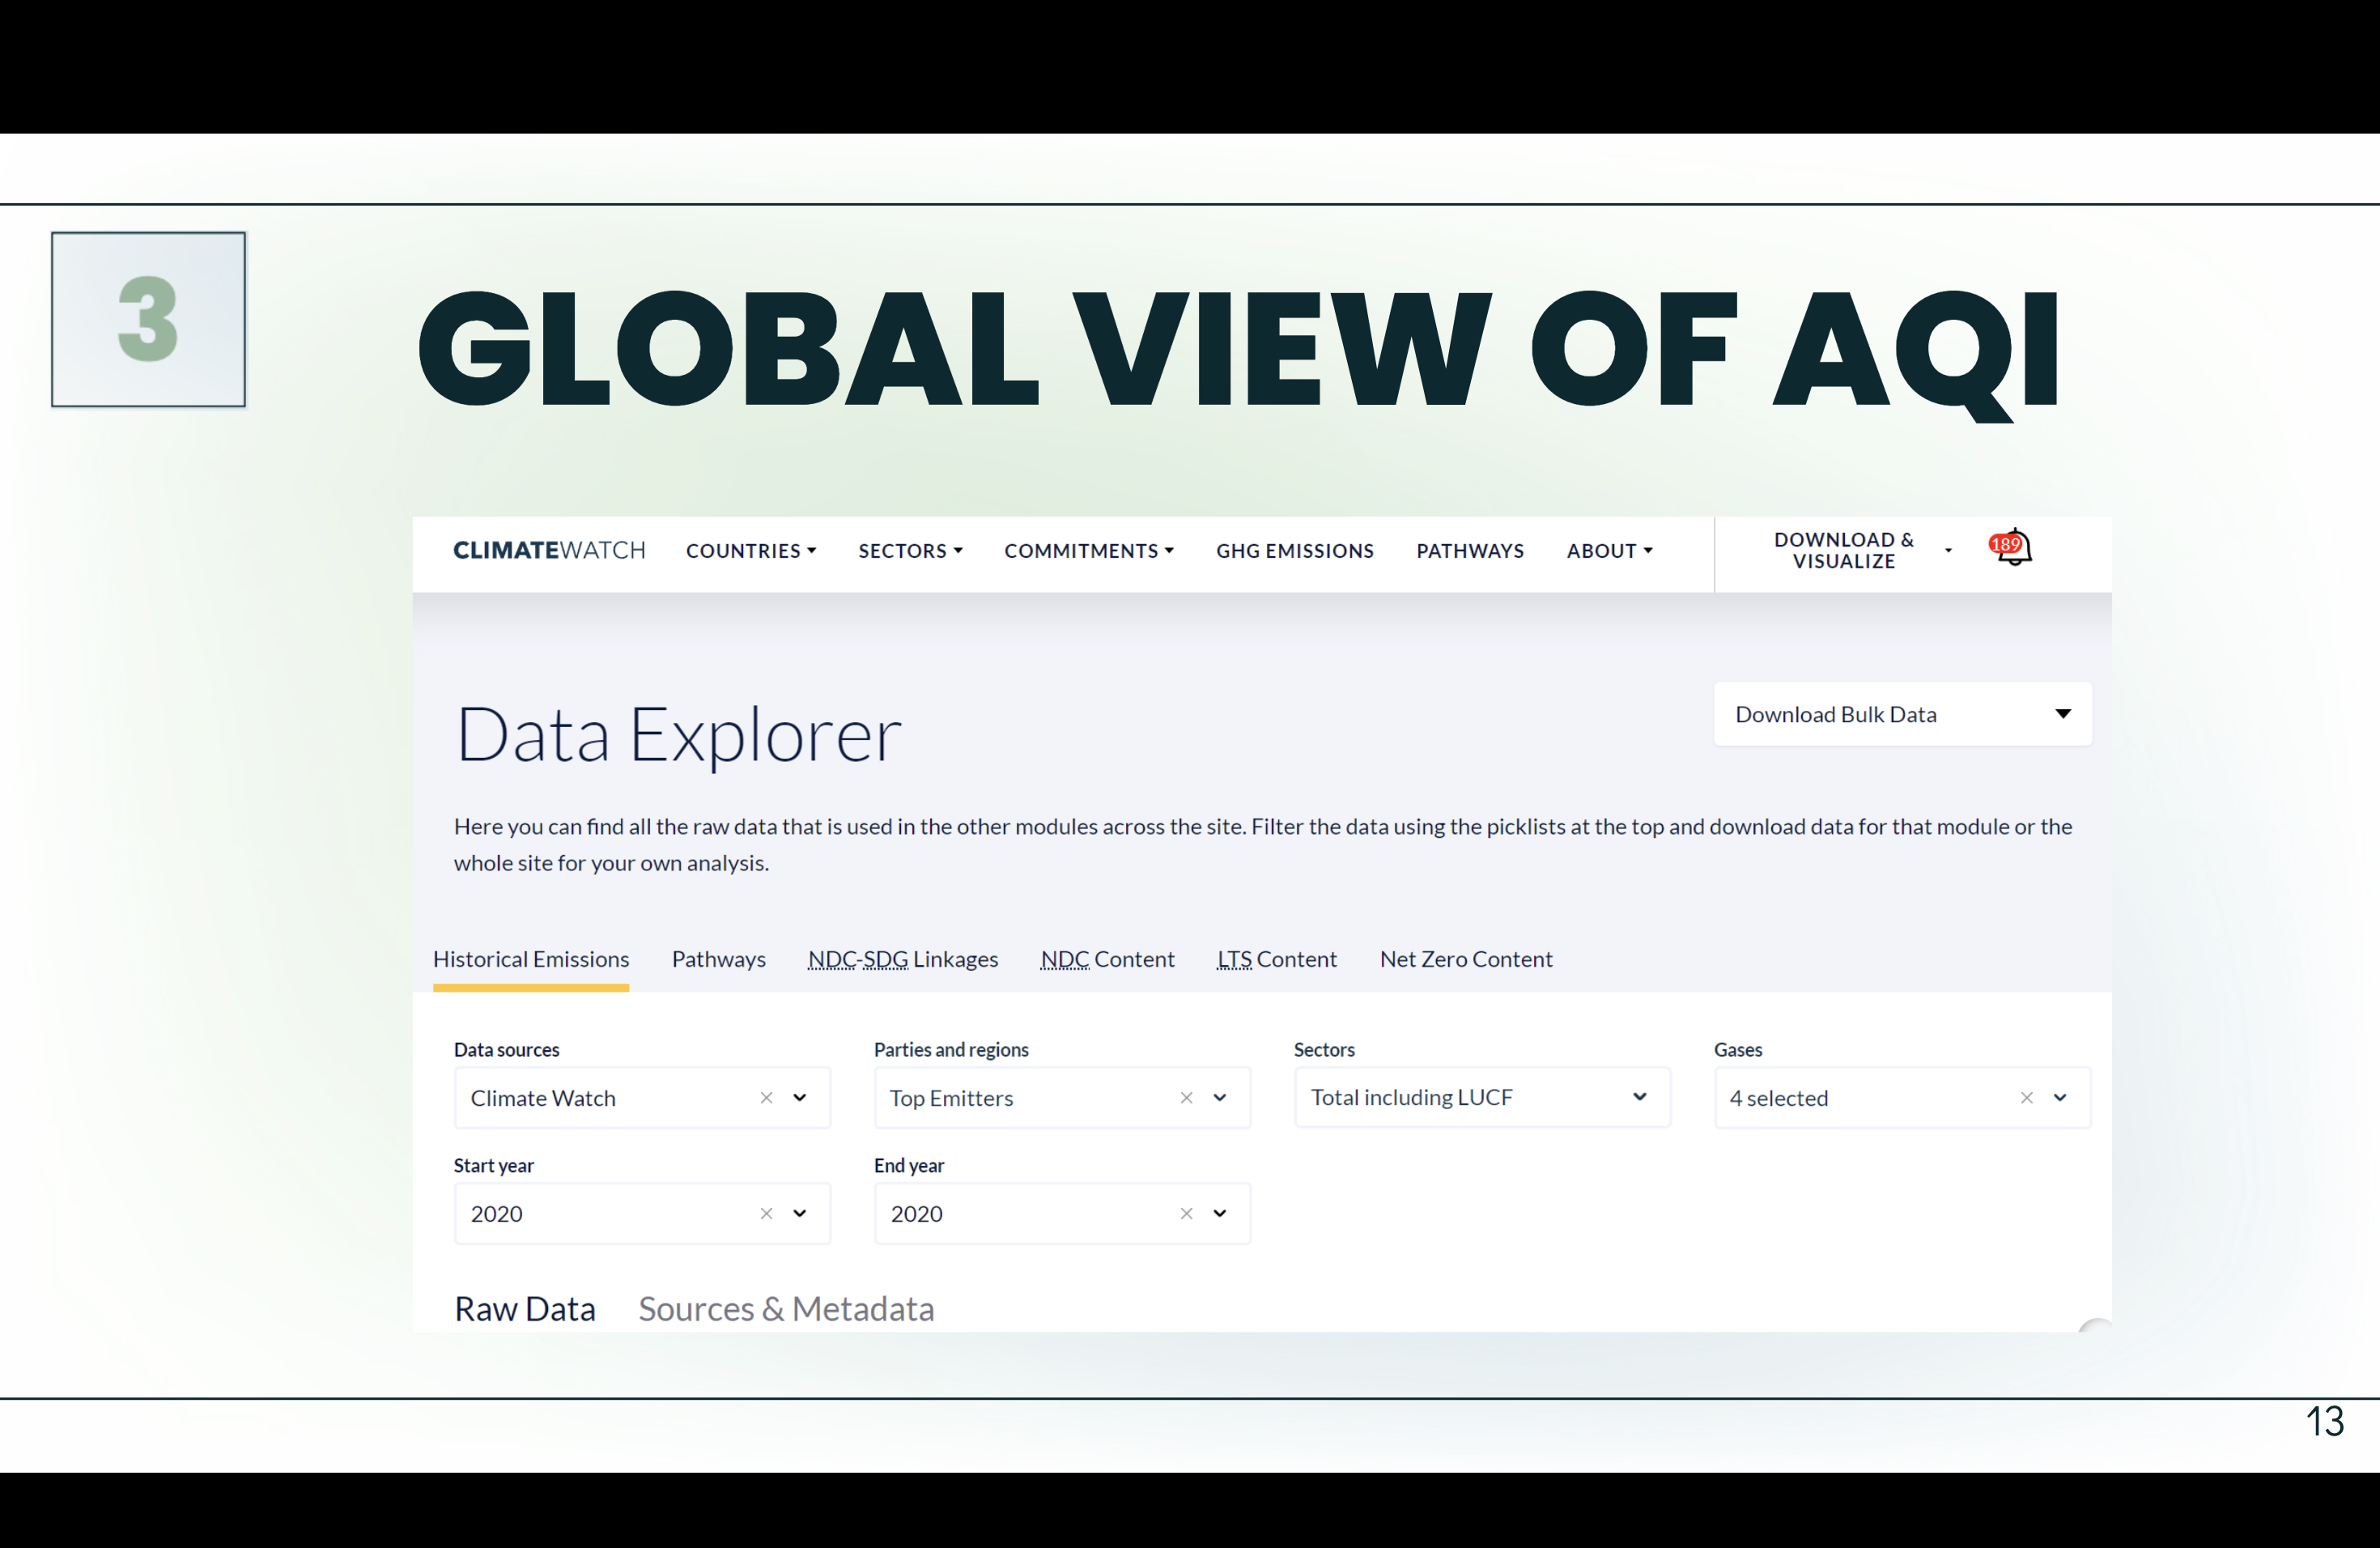 3
GLOBAL VIEW OF AQI
CLIMATEWATCH COUNTRIES SECTORS COMMITMENTS GHG EMISSIONS PATHWAYS ABOUT DOWNLOAD & VISUALIZE 189
Data Explorer
Download Bulk Data
Here you can find all the raw data that is used in the other modules across the site. Filter the data using the picklists at the top and download data for that module or the
whole site for your own analysis.
Historical Emissions Pathways NDC-SDG Linkages NDC Content LTS Content Net Zero Content
Data sources Parties and regions Sectors Gases
Climate Watch Top Emitters Total including LUCF 4 selected
Start year End year
2020 2020
Raw Data Sources & Metadata
13